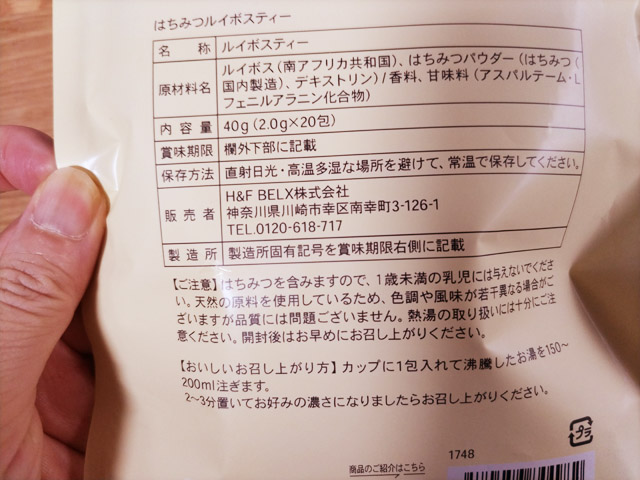 はちみつルイボスティー
名 称 ルイボスティー
原材料名 ルイボス(南アフリカ共和国)、はちみつパウダー(はちみつ(
国内製造)、デキストリン)/香料、甘味料(アスパルテーム・L
フェニルアラニン化合物)
内 容 量 40g(2.0g×20包)
賞味期限 欄外下部に記載
保存方法 直射日光・高温多湿な場所を避けて、常温で保存してください。
販 売 者 H&F BELX株式会社
神奈川県川崎市幸区南幸町3-126-1
TEL.0120-618-717
製 造 所 製造所固有記号を賞味期限右側に記載
【ご注意】はちみつを含みますので、1歳未満の乳児には与えないでくださ
い。天然の原料を使用しているため、色調や風味が若干異なる場合がご
ざいますが品質には問題ございません。熱湯の取り扱いには十分にご注
意ください。開封後はお早めにお召し上がりください。
【おいしいお召し上がり方】カップに1包入れて沸騰したお湯を150〜
200ml注ぎます。
2〜3分置いてお好みの濃さになりましたらお召し上がりください。
プラ
1748
商品のご紹介はこちら